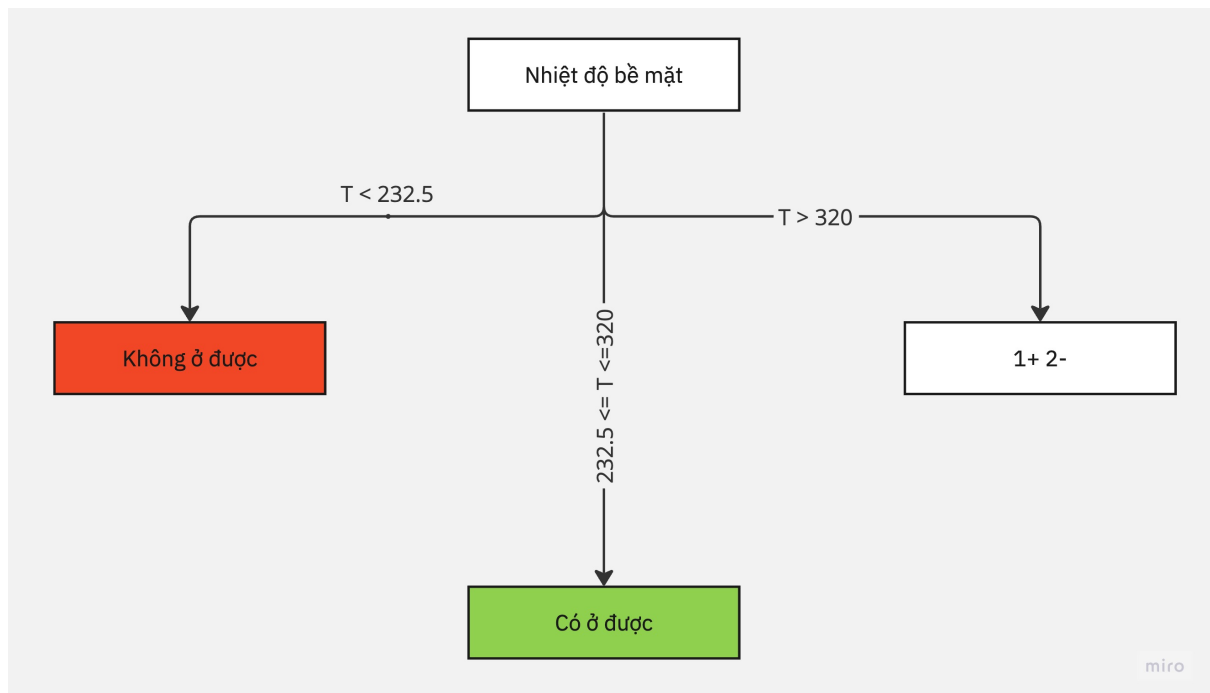 Nhiệt độ bề mặt
T < 232.5
T > 320
232.5 <= T <=320
Không ở được
1+ 2-
Có ở được
miro